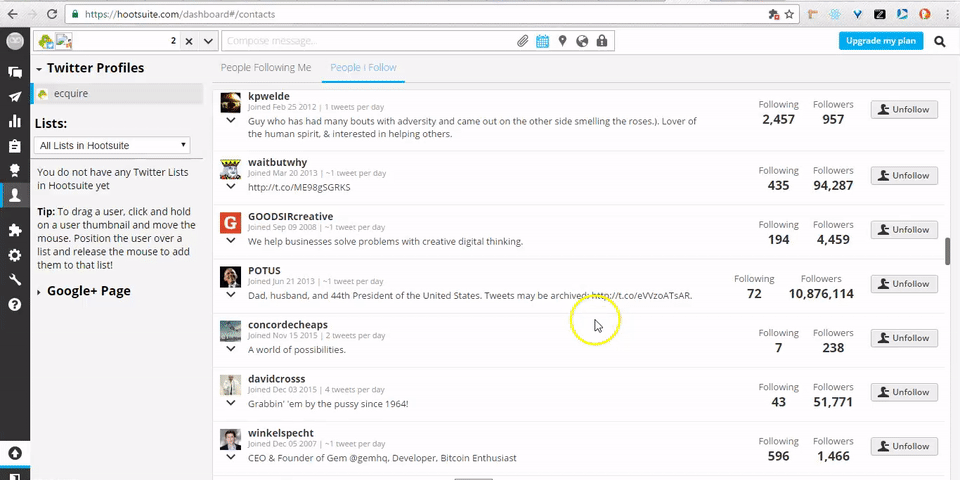 https://hootsuite.com/dashboard#/contacts
2
Compose message...
Upgrade my plan
Twitter Profiles
ecquire
Lists:
All Lists in Hootsuite
You do not have any Twitter Lists
in Hootsuite yet
Tip: To drag a user, click and hold
on a user thumbnail and move the
mouse. Position the user over a
list and release the mouse to add
them to that list!
Google+ Page
People Following Me
People I Follow
kpwelde
Joined Feb 25 2012 | 1 tweets per day
Guy who has had many bouts with adversity and came out on the other side smelling the roses.). Lover of
the human spirit, & interested in helping others.
Following Followers
2,457 957
Unfollow
waitbutwhy
Joined Mar 20 2013 | ~1 tweet per day
http://t.co/ME98gSGRKS
Following Followers
435 94,287
Unfollow
GOODSIRcreative
Joined Sep 09 2008 | ~1 tweet per day
We help businesses solve problems with creative digital thinking.
Following Followers
194 4,459
Unfollow
POTUS
Joined Jun 21 2013 | ~1 tweet per day
Dad, husband, and 44th President of the United States. Tweets may be archived: http://t.co/eVVzoATsAR.
Following Followers
72 10,876,114
Unfollow
concordecheaps
Joined Nov 15 2015 | 2 tweets per day
A world of possibilities.
Following Followers
7 238
Unfollow
davidcrosss
Joined Dec 03 2015 | 4 tweets per day
Grabbin' 'em by the pussy since 1964!
Following Followers
43 51,771
Unfollow
winkelspecht
Joined Dec 05 2007 | ~1 tweet per day
CEO & Founder of Gem @gemhq, Developer, Bitcoin Enthusiast
Following Followers
596 1,466
Unfollow